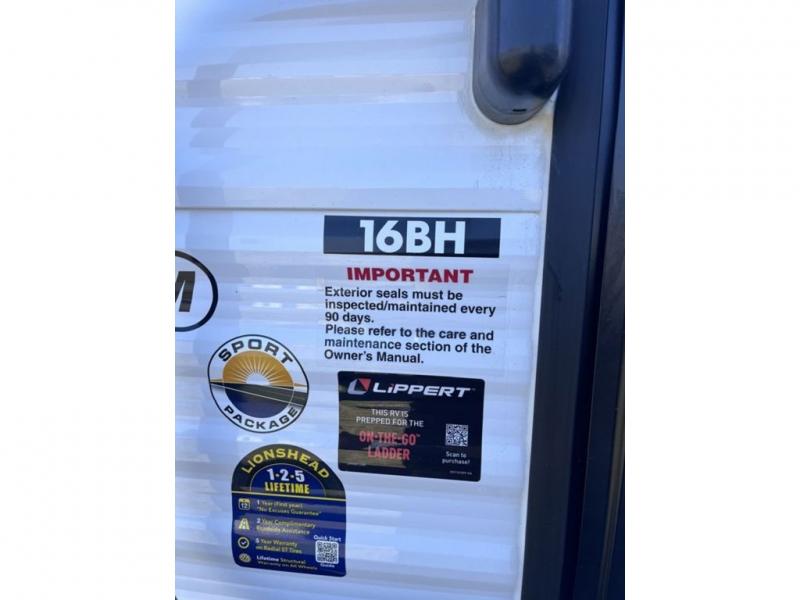 16BH
IMPORTANT
Exterior seals must be
inspected/maintained every
90 days.
Please refer to the care and
maintenance section of the
Owner's Manual.
M
SPORT
PACKAGE
LIPPERT
THIS RV IS
PREPPED FOR THE
ON-THE-GO™
LADDER
Scan to
purchase!
LIONSHEAD
1-2-5
LIFETIME
12
1 Year (First year)
"No Excuses Guarantee"
2 Year Complimentary
Roadside Assistance
5 Year Warranty
on Radial ST Tires
Lifetime Structural
Warranty on All Wheels
Quick Start
Guide